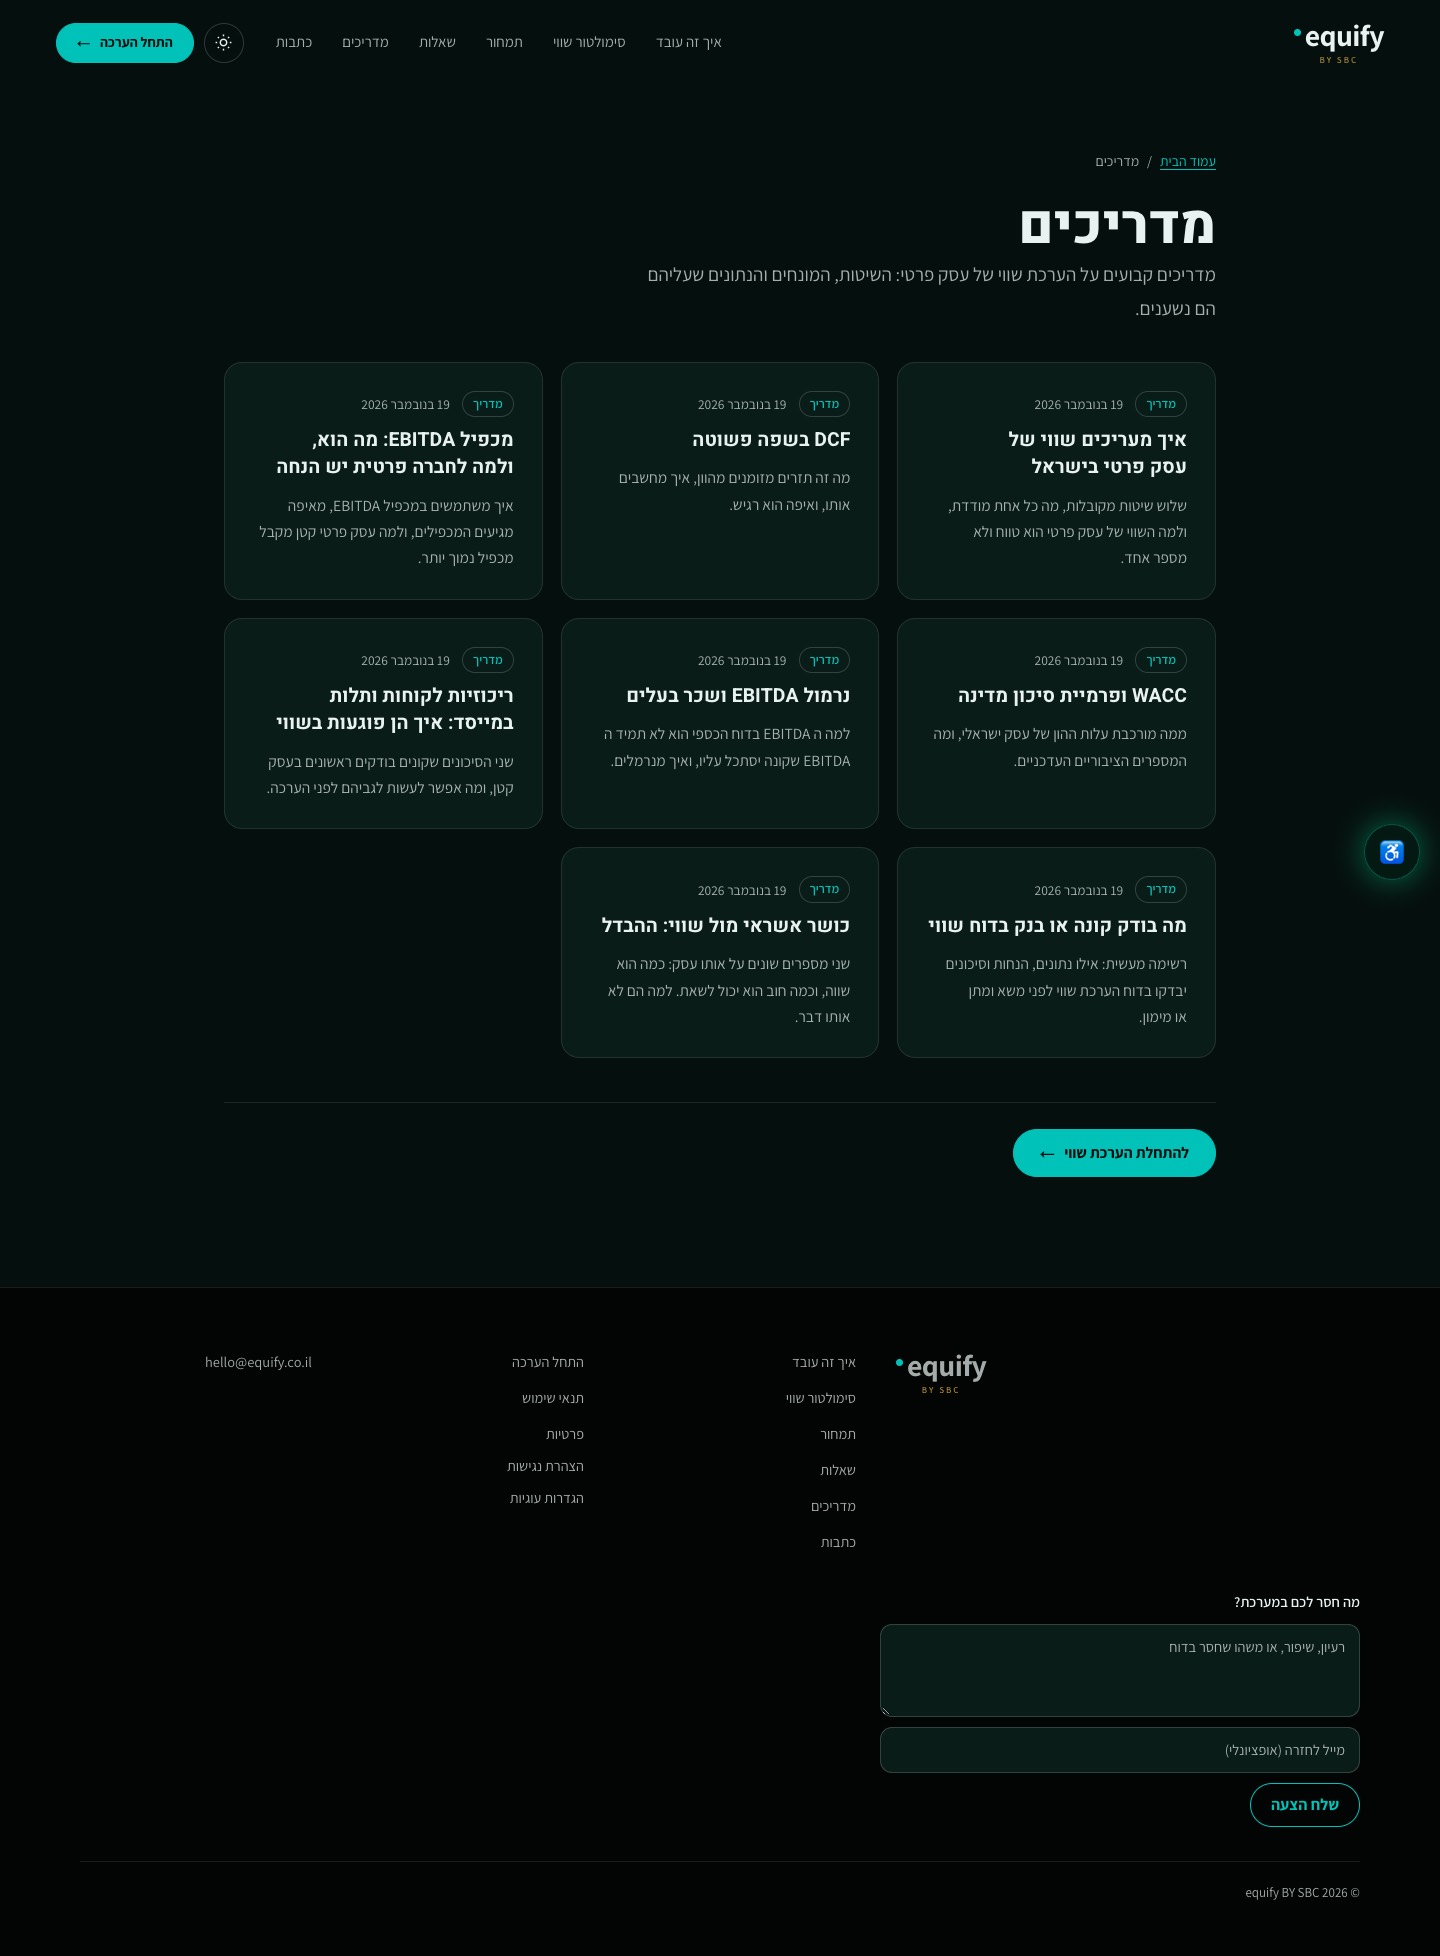 equify
BY SBC
איך זה עובד
סימולטור שווי
תמחור
שאלות
מדריכים
כתבות
התחל הערכה ←
עמוד הבית / מדריכים
מדריכים
מדריכים קבועים על הערכת שווי של עסק פרטי: השיטות, המונחים והנתונים שעליהם
הם נשענים.
מדריך 19 בנובמבר 2026
איך מעריכים שווי של
עסק פרטי בישראל
שלוש שיטות מקובלות, מה כל אחת מודדת,
ולמה השווי של עסק פרטי הוא טווח ולא
מספר אחד.
מדריך 19 בנובמבר 2026
DCF בשפה פשוטה
מה זה תזרים מזומנים מהוון, איך מחשבים
אותו, ואיפה הוא רגיש.
מדריך 19 בנובמבר 2026
מכפיל EBITDA: מה הוא,
ולמה לחברה פרטית יש הנחה
איך משתמשים במכפיל EBITDA, מאיפה
מגיעים המכפילים, ולמה עסק פרטי קטן מקבל
מכפיל נמוך יותר.
מדריך 19 בנובמבר 2026
WACC ופרמיית סיכון מדינה
ממה מורכבת עלות ההון של עסק ישראלי, ומה
המספרים הציבוריים העדכניים.
מדריך 19 בנובמבר 2026
נרמול EBITDA ושכר בעלים
למה ה EBITDA בדוח הכספי הוא לא תמיד ה
EBITDA שקונה יסתכל עליו, ואיך מנרמלים.
מדריך 19 בנובמבר 2026
ריכוזיות לקוחות ותלות
במייסד: איך הן פוגעות בשווי
שני הסיכונים שקונים בודקים ראשונים בעסק
קטן, ומה אפשר לעשות לגביהם לפני הערכה.
מדריך 19 בנובמבר 2026
מה בודק קונה או בנק בדוח שווי
רשימה מעשית: אילו נתונים, הנחות וסיכונים
יבדקו בדוח הערכת שווי לפני משא ומתן
או מימון.
מדריך 19 בנובמבר 2026
כושר אשראי מול שווי: ההבדל
שני מספרים שונים על אותו עסק: כמה הוא
שווה, וכמה חוב הוא יכול לשאת. למה הם לא
אותו דבר.
להתחלת הערכת שווי ←
equify
BY SBC
איך זה עובד
סימולטור שווי
תמחור
שאלות
מדריכים
כתבות
התחל הערכה
תנאי שימוש
פרטיות
הצהרת נגישות
הגדרות עוגיות
hello@equify.co.il
מה חסר לכם במערכת?
רעיון, שיפור, או משהו שחסר בדוח
מייל לחזרה (אופציונלי)
שלח הצעה
© 2026 equify BY SBC